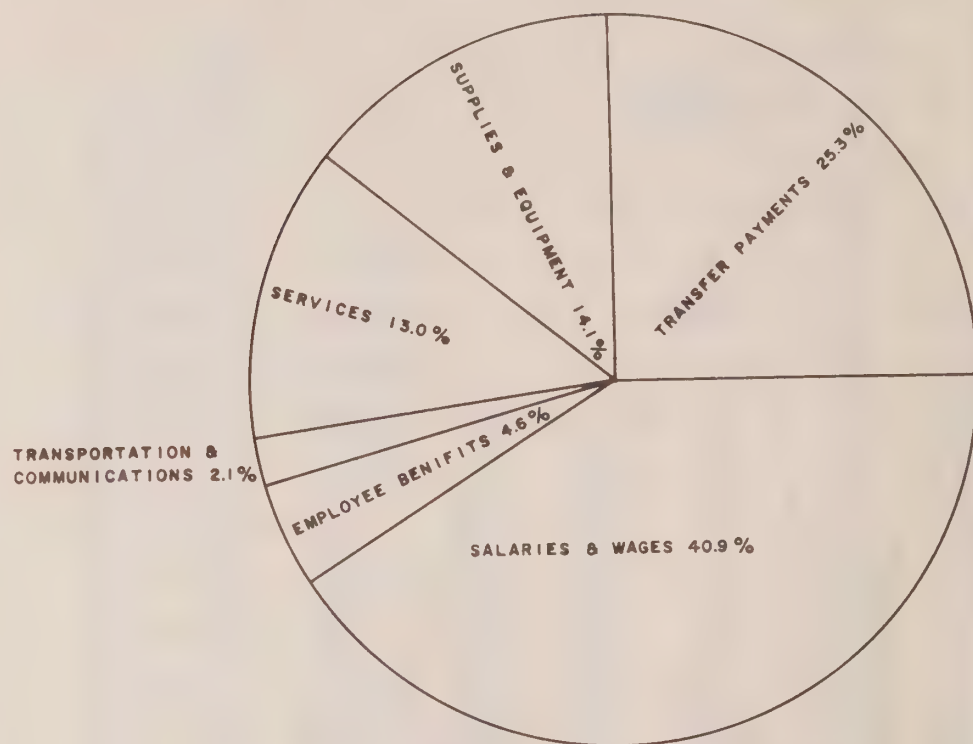 SUPPLIES & EQUIPMENT 14.1%
TRANSFER PAYMENTS 25.3%
SERVICES 13.0%
TRANSPORTATION &
COMMUNICATIONS 2.1%
EMPLOYEE BENIFITS 4.6%
SALARIES & WAGES 40.9%